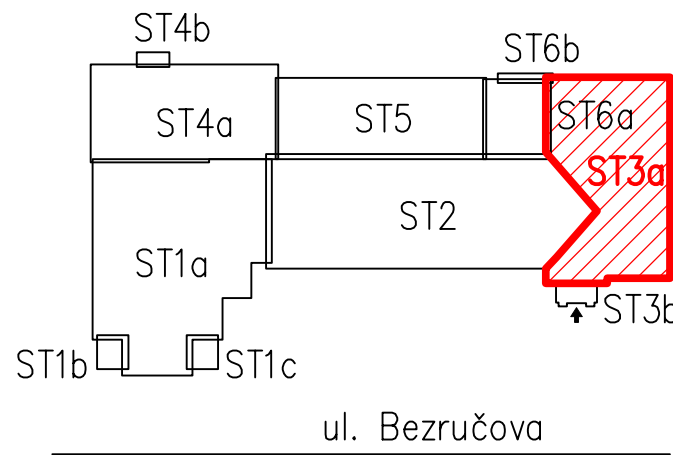 ST4b
ST6b
ST4a
ST5
ST6a
ST3a
ST2
ST1a
ST3b
ST1b
ST1c
ul. Bezručova